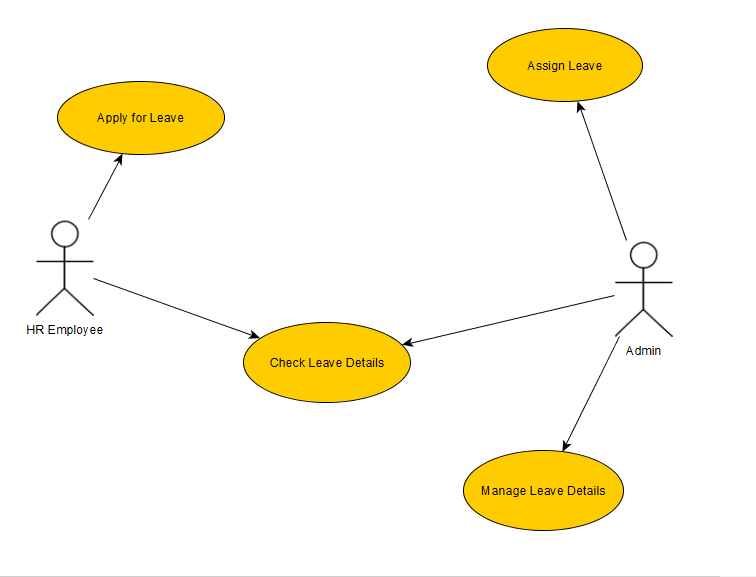 Assign Leave
Apply for Leave
HR Employee
Admin
Check Leave Details
Manage Leave Details